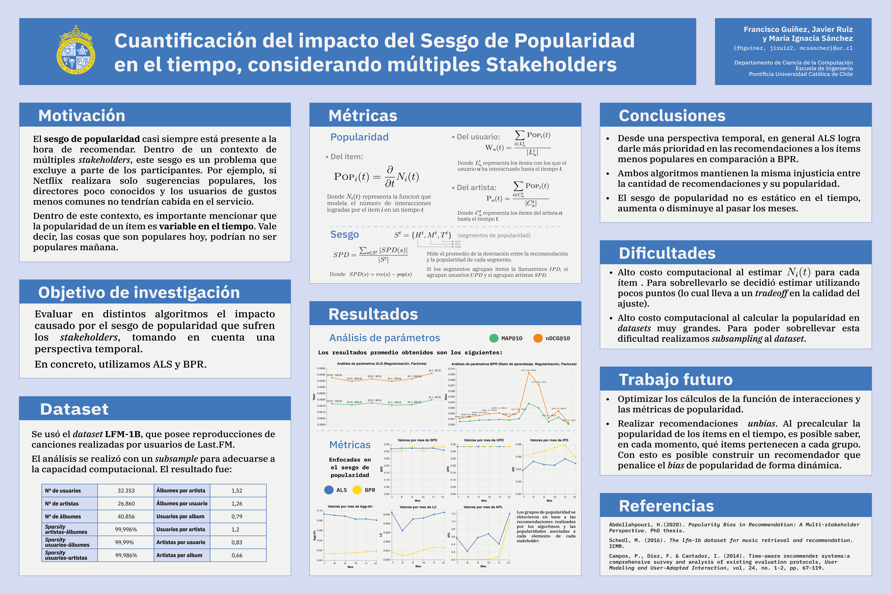 Cuantificación del impacto del Sesgo de Popularidad
en el tiempo, considerando múltiples Stakeholders
Francisco Guíñez, Javier Ruiz
y María Ignacia Sánchez
[fhguinez, jiruiz2, mcsanchez]@uc.cl
Departamento de Ciencia de la Computación
Escuela de Ingeniería
Pontificia Universidad Católica de Chile
Motivación
El sesgo de popularidad casi siempre está presente a la
hora de recomendar. Dentro de un contexto de
múltiples stakeholders, este sesgo es un problema que
excluye a parte de los participantes. Por ejemplo, si
Netflix realizara solo sugerencias populares, los
directores poco conocidos y los usuarios de gustos
menos comunes no tendrían cabida en el servicio.
Dentro de este contexto, es importante mencionar que
la popularidad de un ítem es variable en el tiempo. Vale
decir, las cosas que son populares hoy, podrían no ser
populares mañana.
Objetivo de investigación
Evaluar en distintos algoritmos el impacto
causado por el sesgo de popularidad que sufren
los stakeholders, tomando en cuenta una
perspectiva temporal.
En concreto, utilizamos ALS y BPR.
Dataset
Se usó el dataset LFM-1B, que posee reproducciones de
canciones realizadas por usuarios de Last.FM.
El análisis se realizó con un subsample para adecuarse a
la capacidad computacional. El resultado fue:
Nº de usuarios 32.353 Álbumes por artista 1,52
Nº de artistas 26.860 Álbumes por usuario 1,26
Nº de álbumes 40.856 Usuarios por album 0,79
Sparsity artistas-álbumes 99,996% Usuarios por artista 1,2
Sparsity usuarios-álbumes 99,99% Artistas por usuario 0,83
Sparsity usuarios-artistas 99,986% Artistas por album 0,66
Métricas
Popularidad
• Del ítem:
Pop_i(t) = ∂/∂t N_i(t)
Donde N_i(t) representa la función que
modela el número de interacciones
logradas por el ítem i en un tiempo t.
• Del usuario:
W_u(t) = ∑_{i∈L_u^t} Pop_i(t) / |L_u^t|
Donde L_u^t representa los ítems con los que el
usuario u ha interactuado hasta el tiempo t.
• Del artista:
P_a(t) = ∑_{i∈C_a^t} Pop_i(t) / |C_a^t|
Donde C_a^t representa los ítems del artista a
hasta el tiempo t.
Sesgo
S^t = {H^t, M^t, T^t} (segmentos de popularidad)
SPD = ∑_{s∈S^t} |SPD(s)| / |S^t|
Donde SPD(s) = rec(s) − pop(s)
Mide el promedio de la desviación entre la recomendación
y la popularidad de cada segmento.
Si los segmentos agrupan ítems la llamaremos IPD, si
agrupan usuarios UPD y si agrupan artistas SPD.
Resultados
Análisis de parámetros
MAP@10
nDCG@10
Los resultados promedio obtenidos son los siguientes:
Análisis de parámetros ALS (Regularización, Factores)
Análisis de parámetros BPR (Ratio de aprendizaje, Regularización, Factores)
Métricas
Enfocadas en
el sesgo de
popularidad
ALS
BPR
Valores por mes de SPD
Valores por mes de UPD
Valores por mes de IPD
Valores por mes de Agg-div
Valores por mes de LC
Valores por mes de APL
Mes
Los grupos de popularidad se
obtuvieron en base a las
recomendaciones realizadas
por los algoritmos y las
popularidades asociadas a
cada elemento de cada
stakeholder.
Conclusiones
• Desde una perspectiva temporal, en general ALS logra
darle más prioridad en las recomendaciones a los ítems
menos populares en comparación a BPR.
• Ambos algoritmos mantienen la misma injusticia entre
la cantidad de recomendaciones y su popularidad.
• El sesgo de popularidad no es estático en el tiempo,
aumenta o disminuye al pasar los meses.
Dificultades
• Alto costo computacional al estimar N_i(t) para cada
ítem . Para sobrellevarlo se decidió estimar utilizando
pocos puntos (lo cual lleva a un tradeoff en la calidad del
ajuste).
• Alto costo computacional al calcular la popularidad en
datasets muy grandes. Para poder sobrellevar esta
dificultad realizamos subsampling al dataset.
Trabajo futuro
• Optimizar los cálculos de la función de interacciones y
las métricas de popularidad.
• Realizar recomendaciones unbias. Al precalcular la
popularidad de los ítems en el tiempo, es posible saber,
en cada momento, qué ítems pertenecen a cada grupo.
Con esto es posible construir un recomendador que
penalice el bias de popularidad de forma dinámica.
Referencias
Abdollahpouri, H.(2020). Popularity Bias in Recommendation: A Multi-stakeholder
Perspective. PhD thesis.
Schedl, M. (2016). The lfm-1b dataset for music retrieval and recommendation.
ICMR.
Campos, P., Díez, F. & Cantador, I. (2014). Time-aware recommender systems:a
comprehensive survey and analysis of existing evaluation protocols, User
Modeling and User-Adapted Interaction, vol. 24, no. 1-2, pp. 67–119.